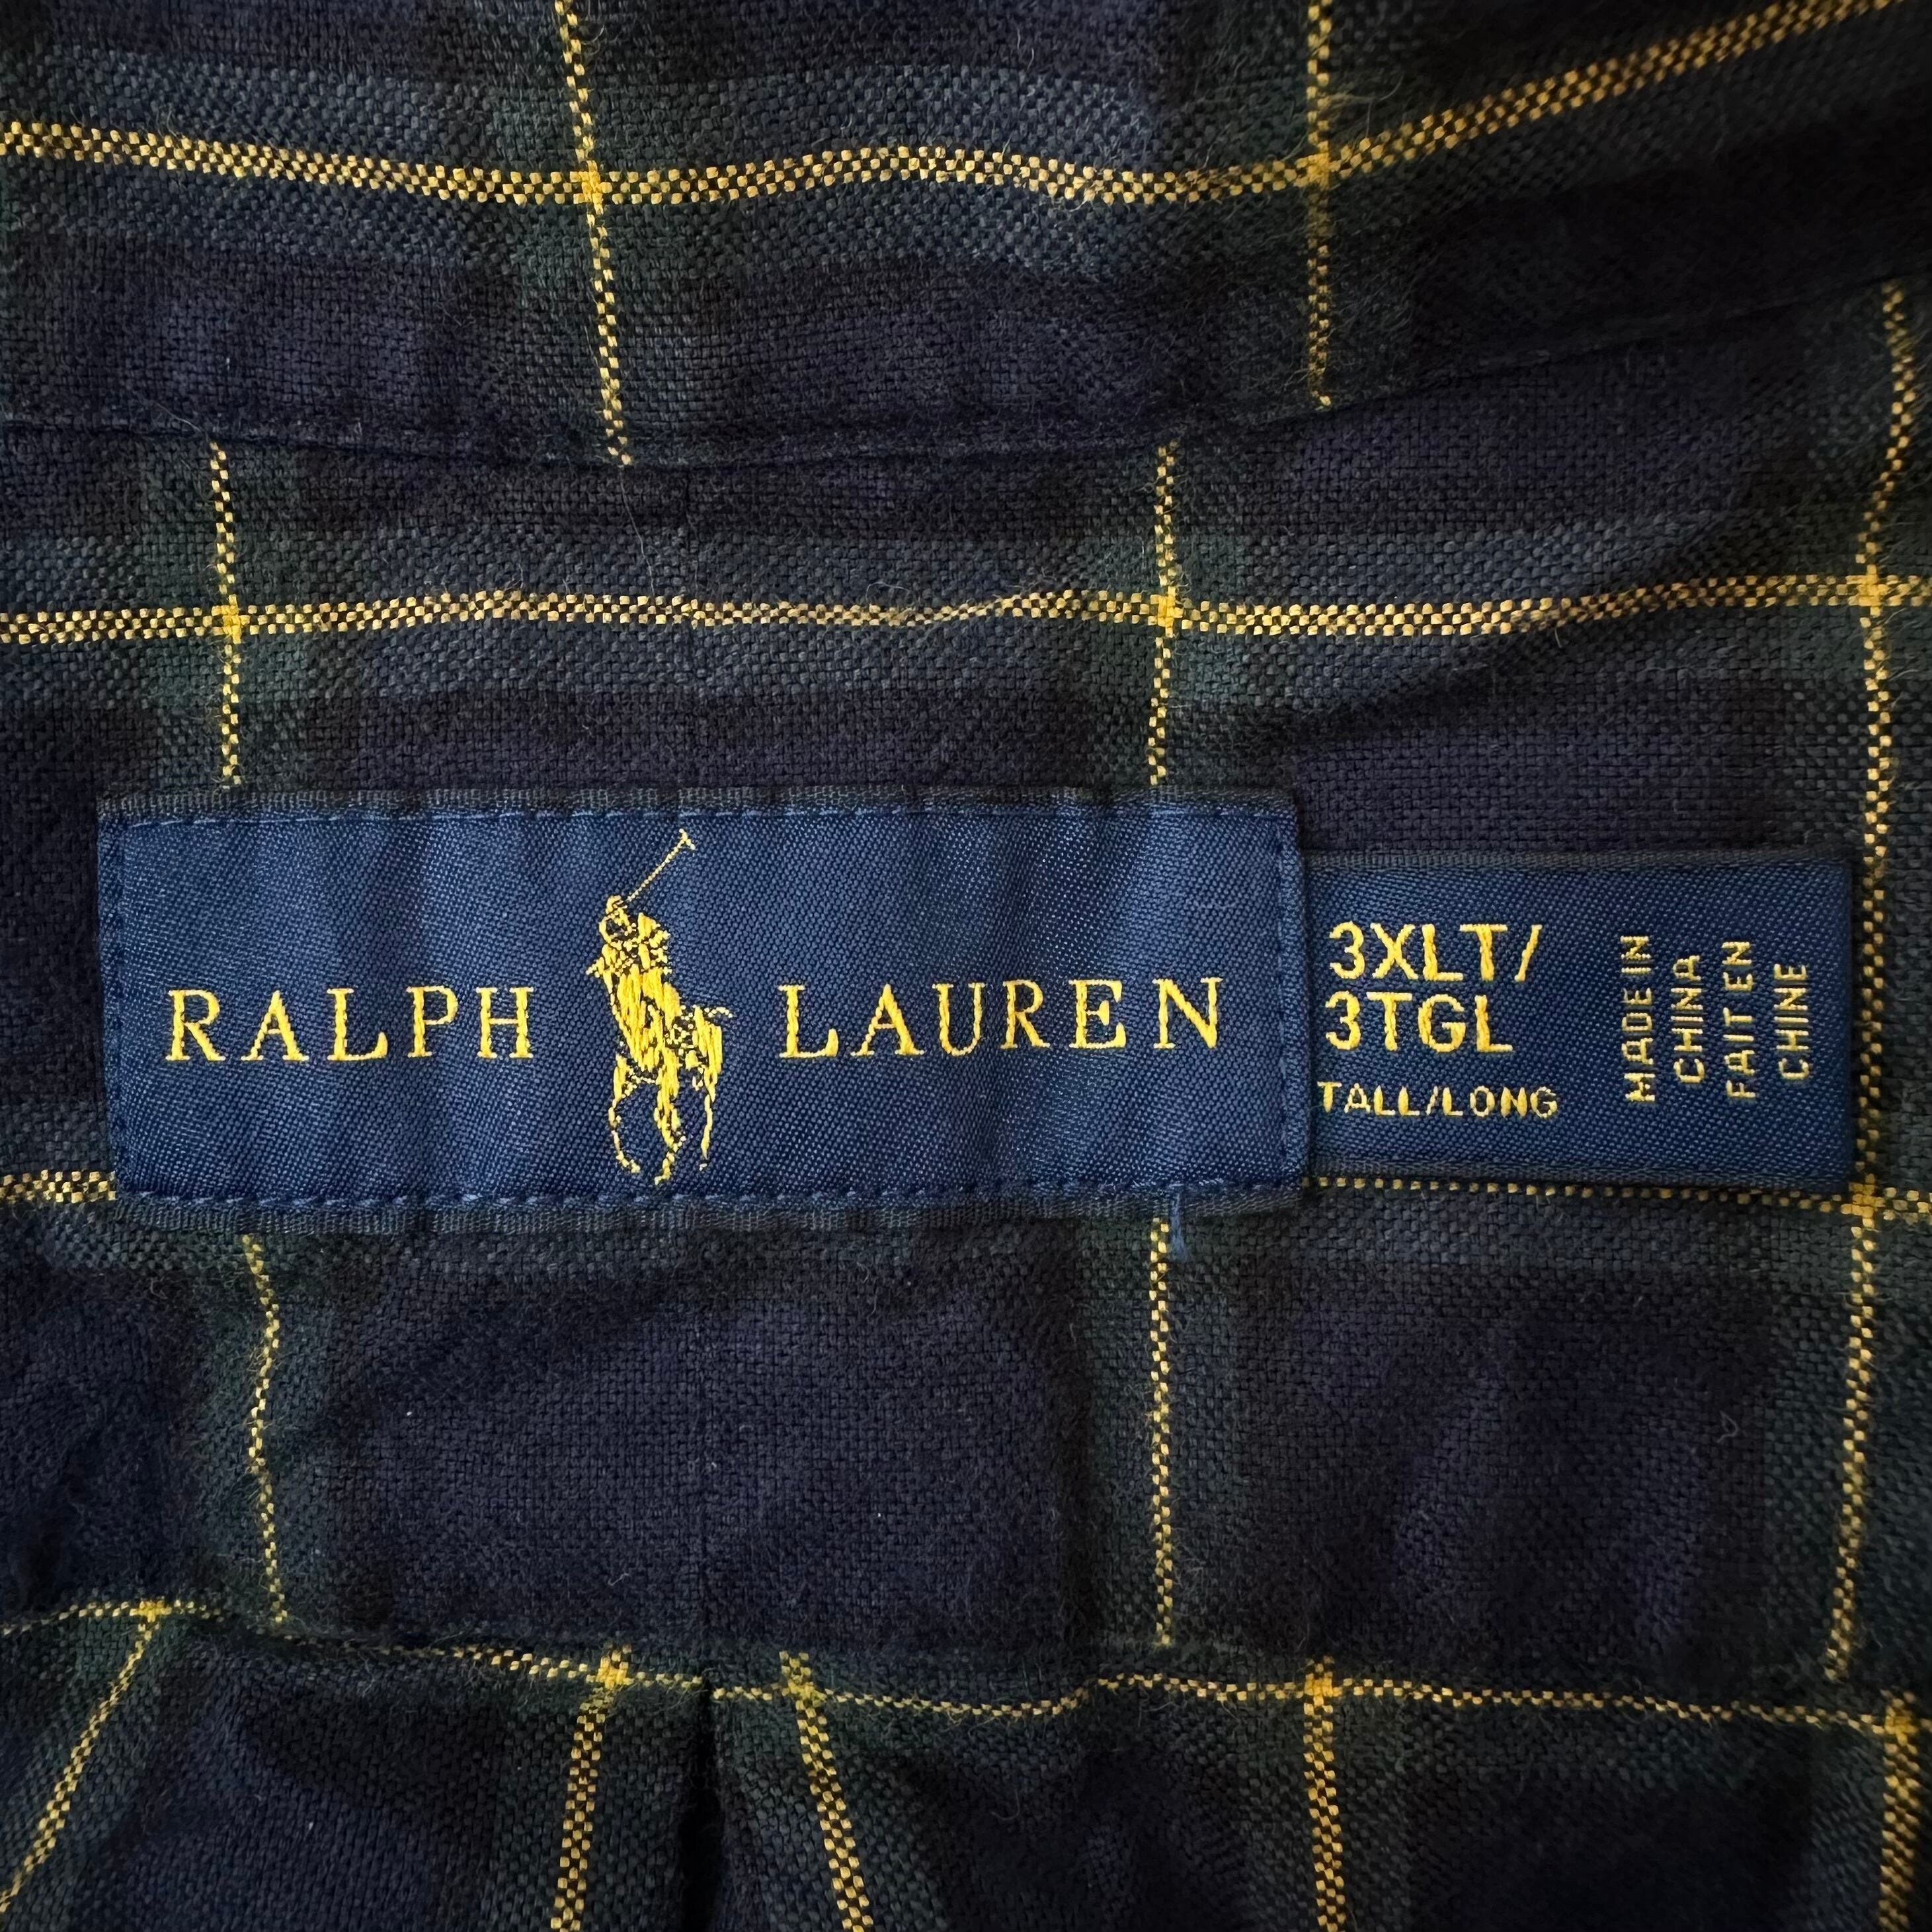 RALPH LAUREN
3XLT/
3TGL
TALL/LONG
MADE IN
CHINA
FAIT EN
CHINE